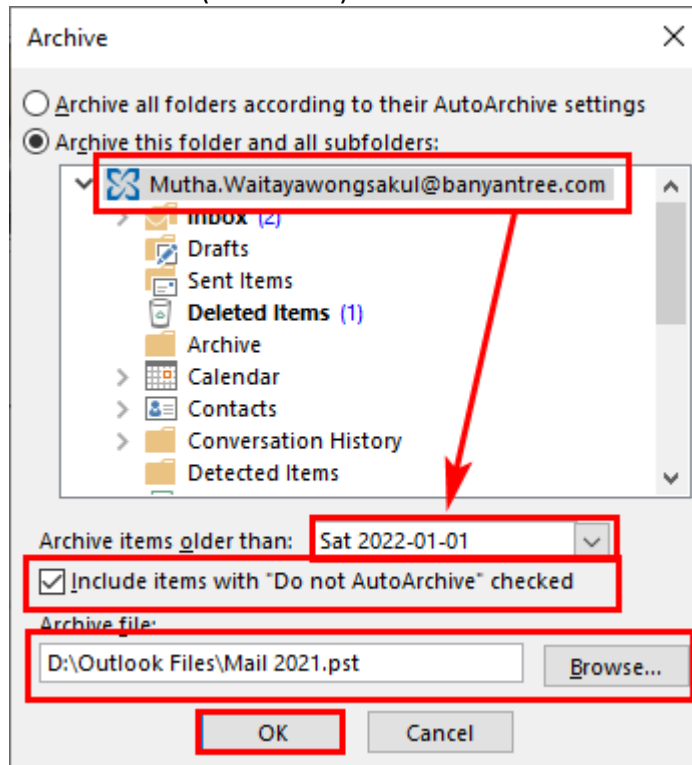 Archive
Archive all folders according to their AutoArchive settings
Archive this folder and all subfolders:
Mutha.Waitayawongsakul@banyantree.com
Inbox (2)
Drafts
Sent Items
Deleted Items (1)
Archive
Calendar
Contacts
Conversation History
Detected Items
Archive items older than: Sat 2022-01-01
Include items with "Do not AutoArchive" checked
Archive file:
D:\Outlook Files\Mail 2021.pst Browse...
OK Cancel